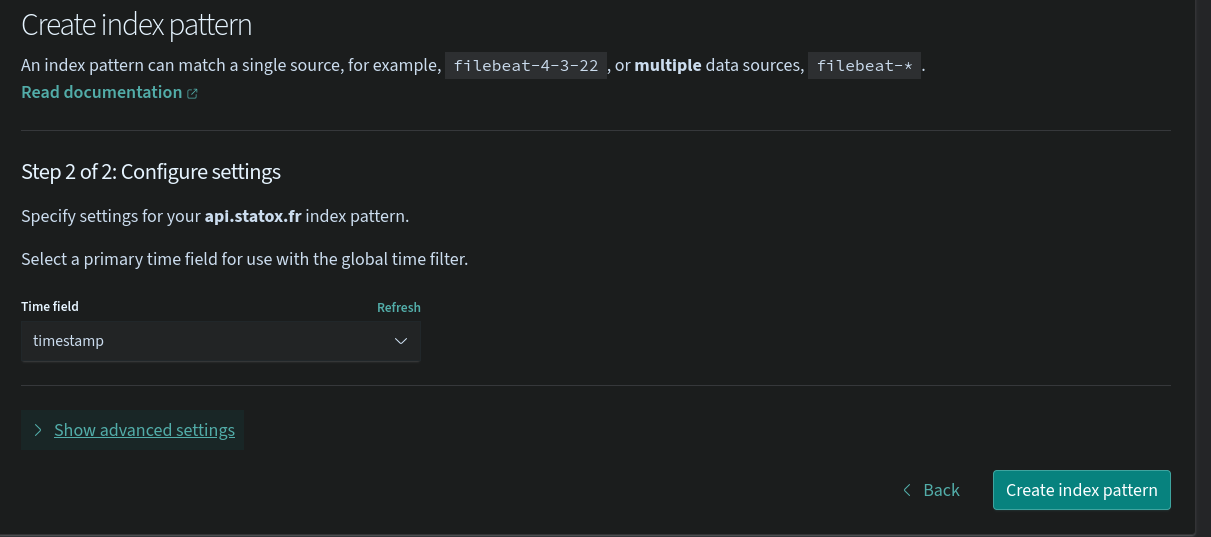 Create index pattern
An index pattern can match a single source, for example, filebeat-4-3-22 , or multiple data sources, filebeat-* .
Read documentation
Step 2 of 2: Configure settings
Specify settings for your api.statox.fr index pattern.
Select a primary time field for use with the global time filter.
Time field Refresh
timestamp
Show advanced settings
Back Create index pattern